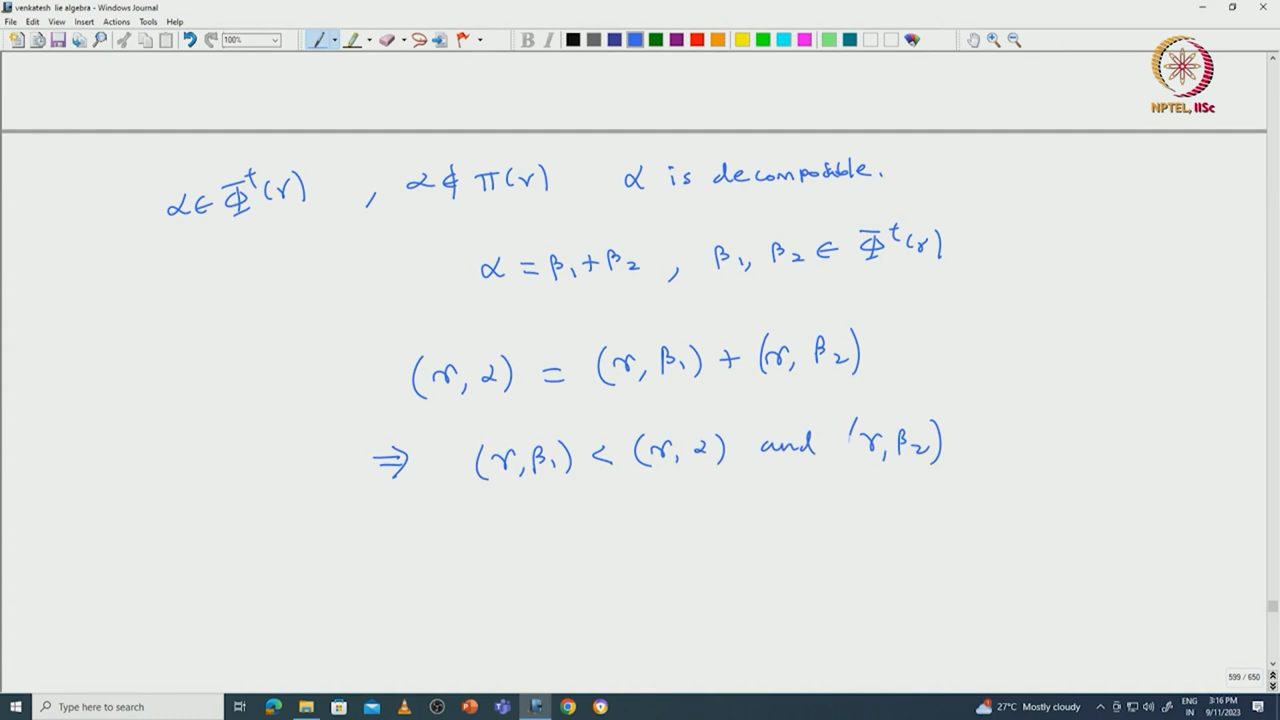 venkatesh lie algebra - Windows Journal
File Edit View Insert Actions Tools Help
100%
B I
NPTEL, IISc
α ∈ Φ⁺(γ) , α ∉ Π(γ) α is decomposible.
α = β₁ + β₂ , β₁, β₂ ∈ Φ⁺(γ)
(γ, α) = (γ, β₁) + (γ, β₂)
⇒ (γ, β₁) < (γ, α) and (γ, β₂)
599 / 650
Type here to search
27°C Mostly cloudy
ENG
IN
3:16 PM
9/11/2023